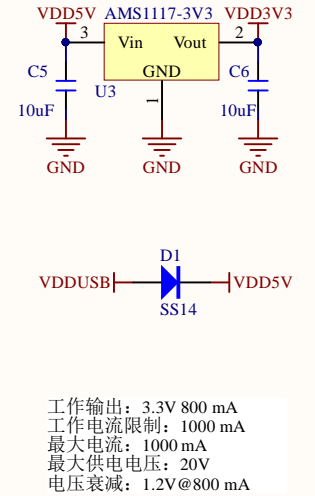 VDD5V AMS1117-3V3 VDD3V3
3 Vin Vout 2
C5 GND C6
U3
10uF 1 10uF
GND GND GND
D1
VDDUSB VDD5V
SS14
工作输出：3.3V 800 mA
工作电流限制：1000 mA
最大电流：1000 mA
最大供电电压：20V
电压衰减：1.2V@800 mA